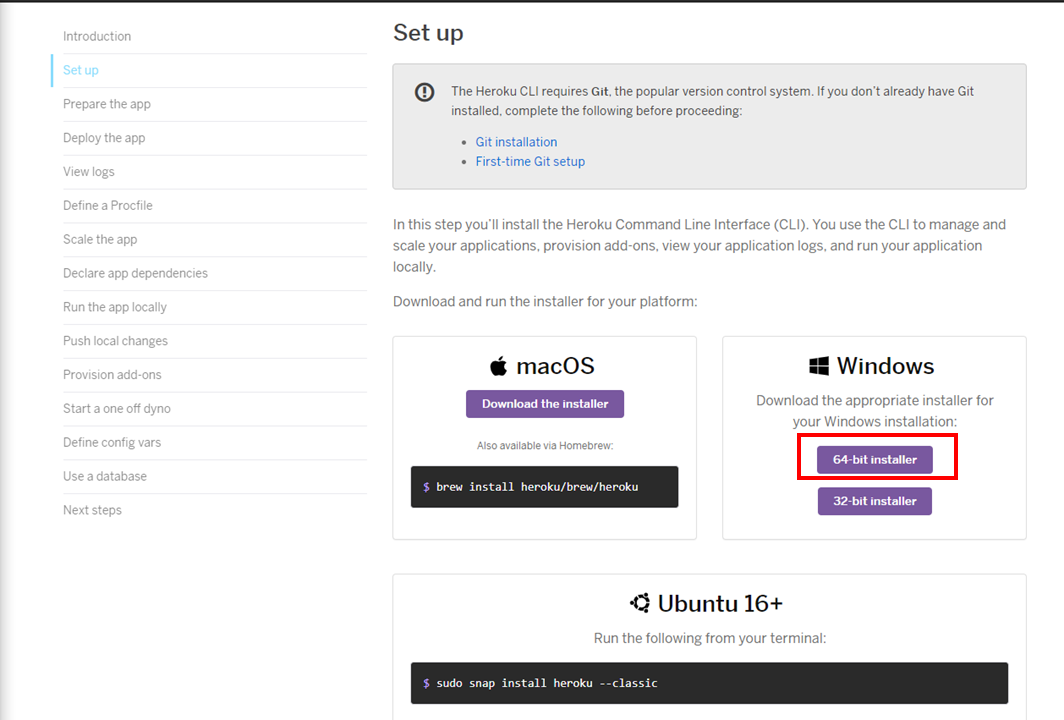 Introduction
Set up
Prepare the app
Deploy the app
View logs
Define a Procfile
Scale the app
Declare app dependencies
Run the app locally
Push local changes
Provision add-ons
Start a one off dyno
Define config vars
Use a database
Next steps
Set up
The Heroku CLI requires Git, the popular version control system. If you don't already have Git
installed, complete the following before proceeding:
• Git installation
• First-time Git setup
In this step you'll install the Heroku Command Line Interface (CLI). You use the CLI to manage and
scale your applications, provision add-ons, view your application logs, and run your application
locally.
Download and run the installer for your platform:
macOS
Download the installer
Also available via Homebrew:
$ brew install heroku/brew/heroku
Windows
Download the appropriate installer for
your Windows installation:
64-bit installer
32-bit installer
Ubuntu 16+
Run the following from your terminal:
$ sudo snap install heroku --classic